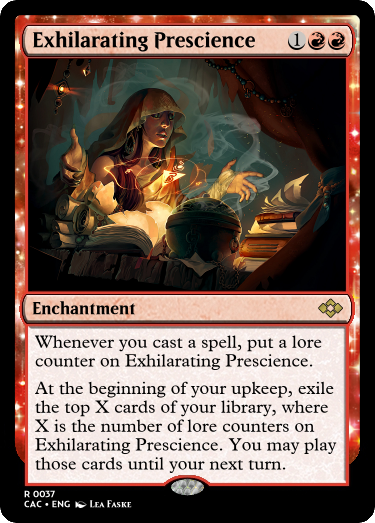 Exhilarating Prescience 1
Enchantment
Whenever you cast a spell, put a lore
counter on Exhilarating Prescience.
At the beginning of your upkeep, exile
the top X cards of your library, where
X is the number of lore counters on
Exhilarating Prescience. You may play
those cards until your next turn.
R 0037
CAC • ENG Lea Faske